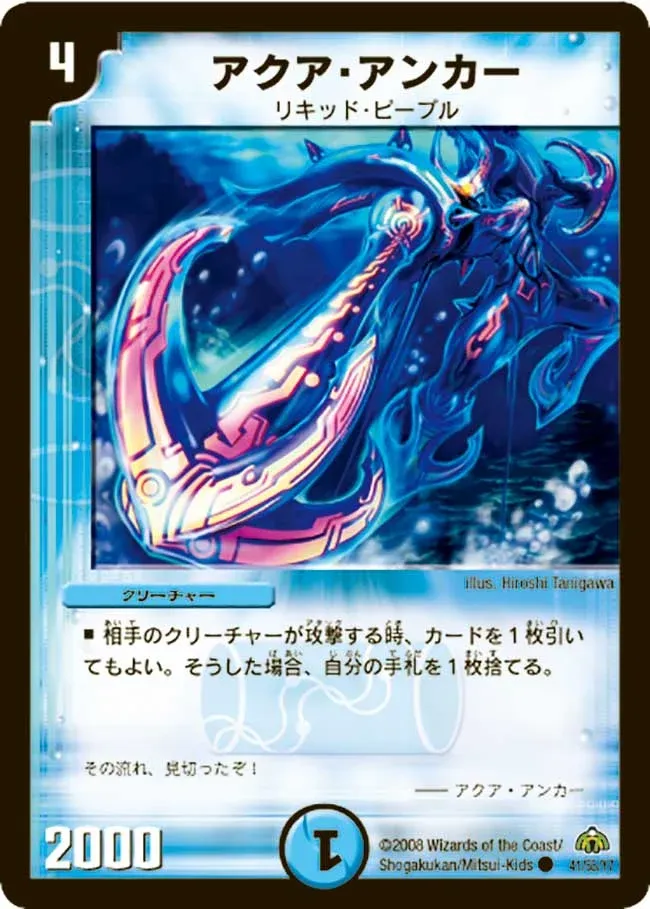 4
アクア・アンカー
リキッド・ピープル
illus. Hiroshi Tanigawa
クリーチャー
■ 相手のクリーチャーが攻撃する時、カードを1枚引い
てもよい。そうした場合、自分の手札を1枚捨てる。
その流れ、見切ったぞ!
—— アクア・アンカー
2000
1
©2008 Wizards of the Coast/
Shogakukan/Mitsui-Kids